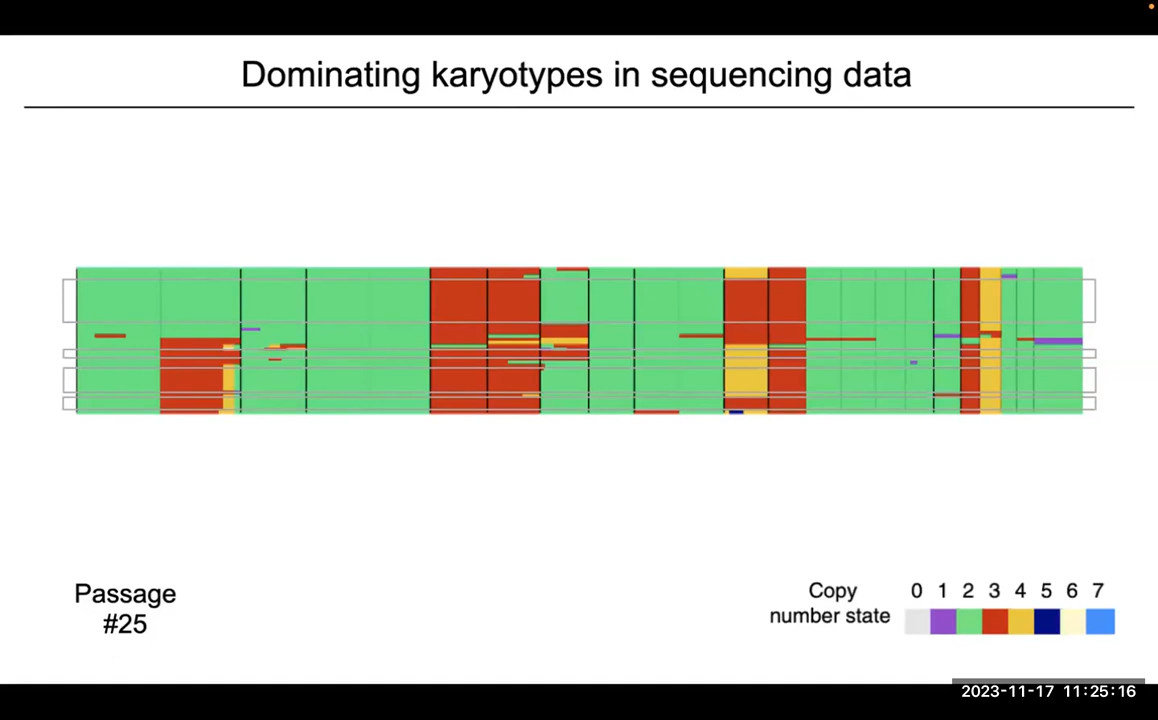 Dominating karyotypes in sequencing data
Passage
#25
Copy
number state
0 1 2 3 4 5 6 7
2023-11-17 11:25:16